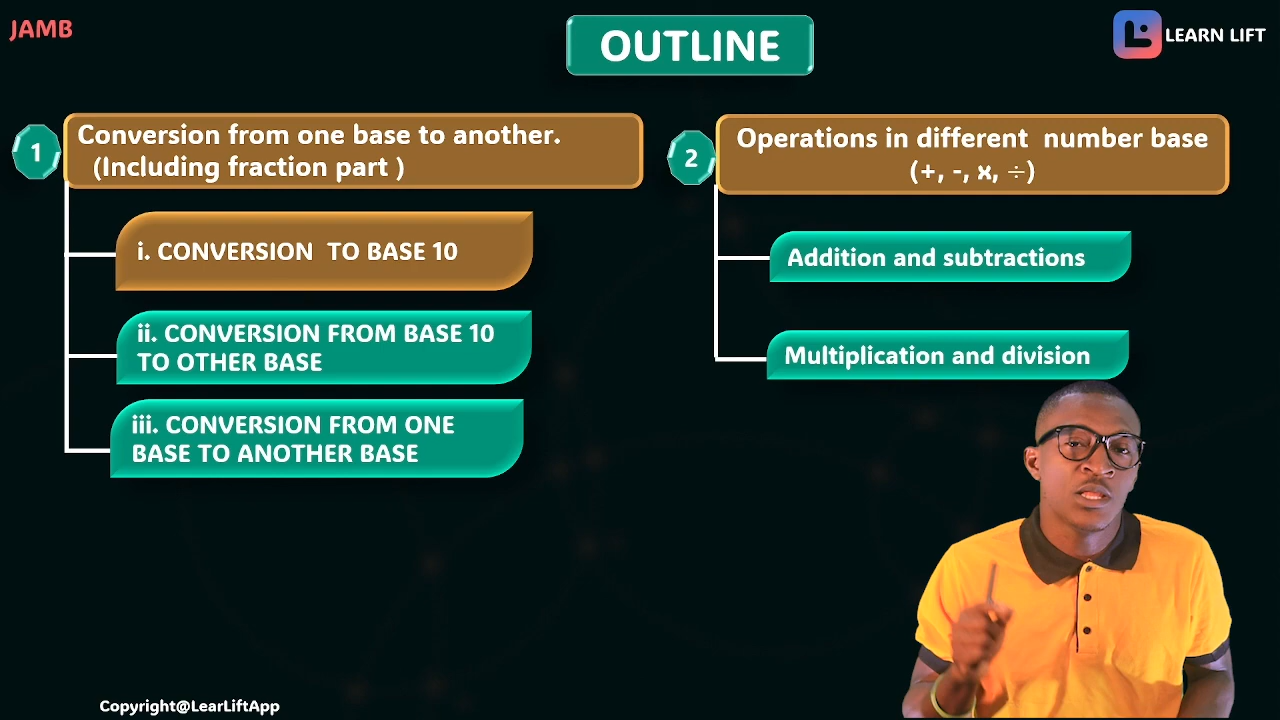 JAMB
OUTLINE
LEARN LIFT
1
Conversion from one base to another.
(Including fraction part )
i. CONVERSION TO BASE 10
ii. CONVERSION FROM BASE 10
TO OTHER BASE
iii. CONVERSION FROM ONE
BASE TO ANOTHER BASE
2
Operations in different number base
(+, -, x, ÷)
Addition and subtractions
Multiplication and division
Copyright@LearLiftApp